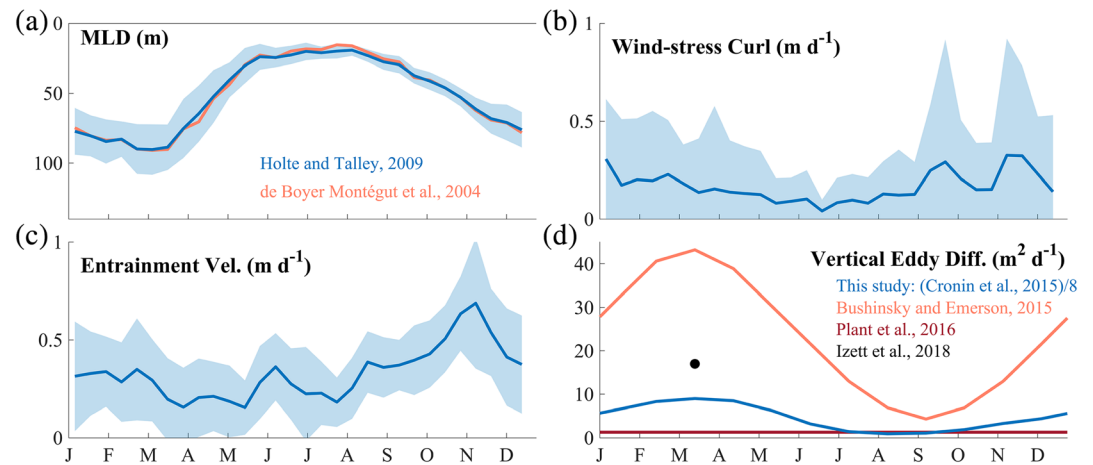 (a)
MLD (m)
0
50
100
Holte and Talley, 2009
de Boyer Montégut et al., 2004
J F M A M J J A S O N D
(b)
Wind-stress Curl (m d⁻¹)
1
0.5
0
J F M A M J J A S O N D
(c)
Entrainment Vel. (m d⁻¹)
1
0.5
0
J F M A M J J A S O N D
(d)
Vertical Eddy Diff. (m² d⁻¹)
This study: (Cronin et al., 2015)/8
Bushinsky and Emerson, 2015
Plant et al., 2016
Izett et al., 2018
40
30
20
10
0
J F M A M J J A S O N D